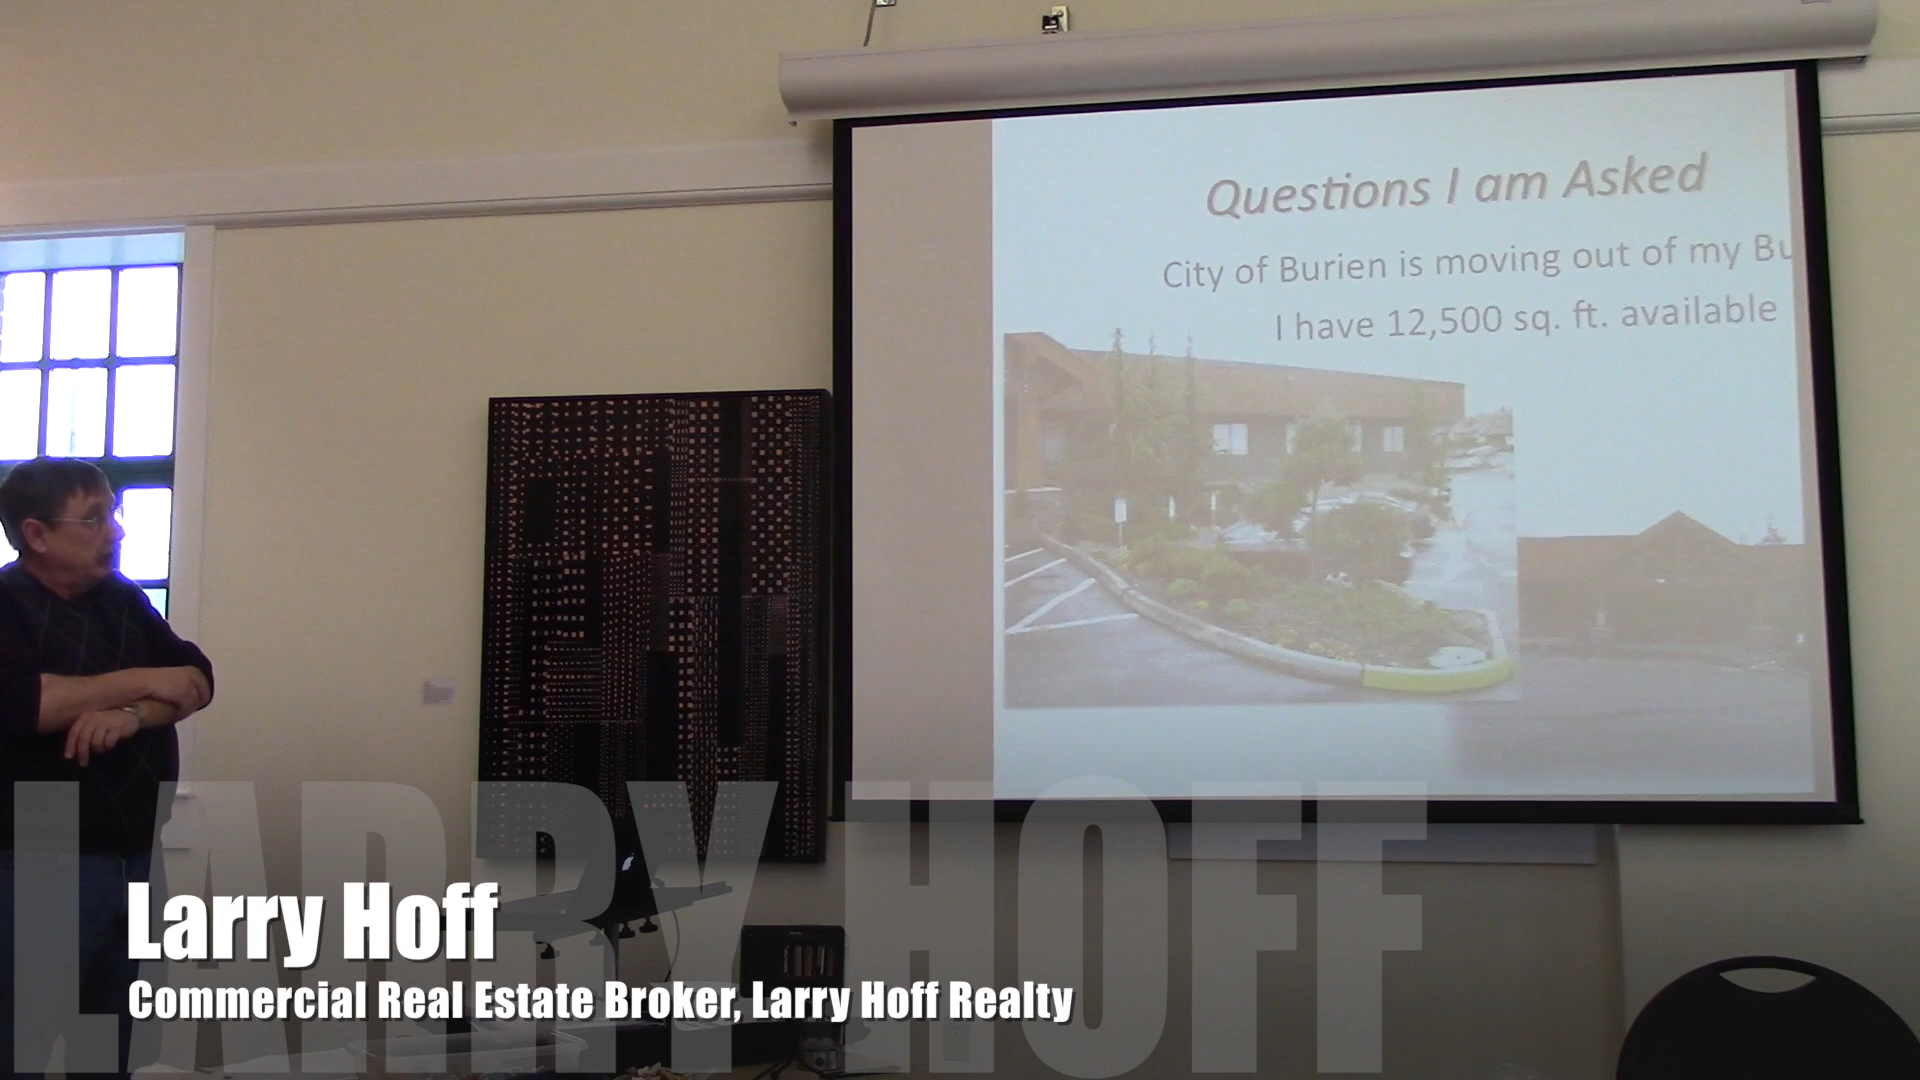 Questions I am Asked
City of Burien is moving out of my Bu
I have 12,500 sq. ft. available
LARRY HOFF
Larry Hoff
Commercial Real Estate Broker, Larry Hoff Realty